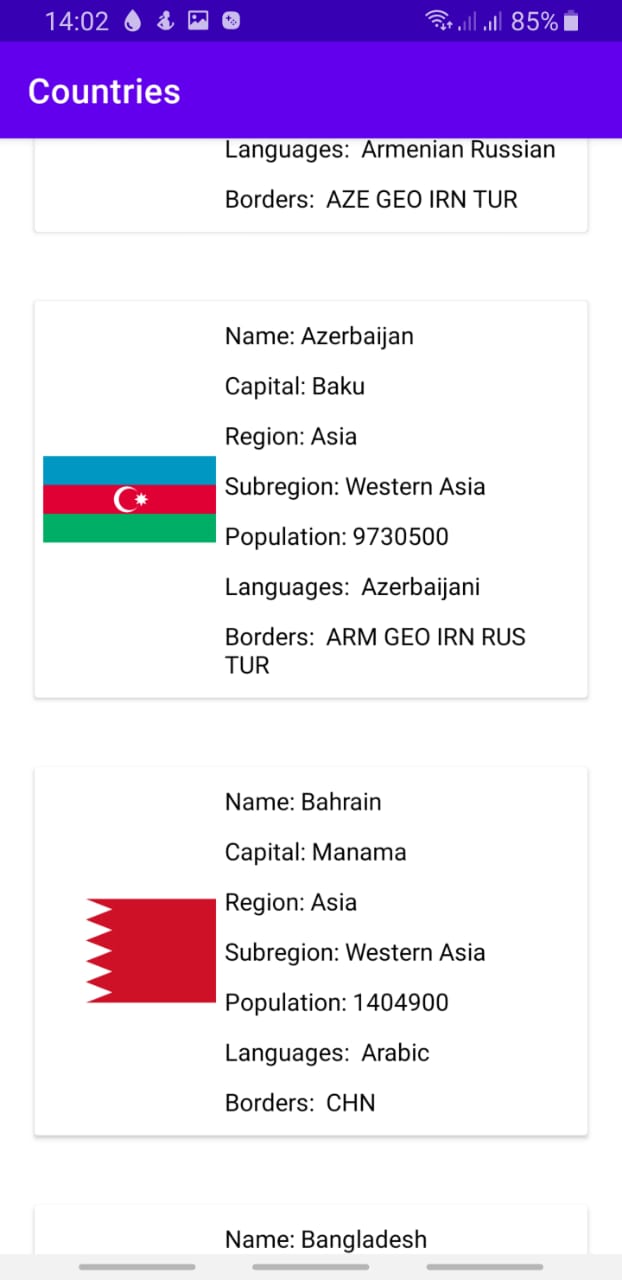 14:02 85%
Countries
Languages:  Armenian Russian
Borders:  AZE GEO IRN TUR
Name: Azerbaijan
Capital: Baku
Region: Asia
Subregion: Western Asia
Population: 9730500
Languages:  Azerbaijani
Borders:  ARM GEO IRN RUS
TUR
Name: Bahrain
Capital: Manama
Region: Asia
Subregion: Western Asia
Population: 1404900
Languages:  Arabic
Borders:  CHN
Name: Bangladesh